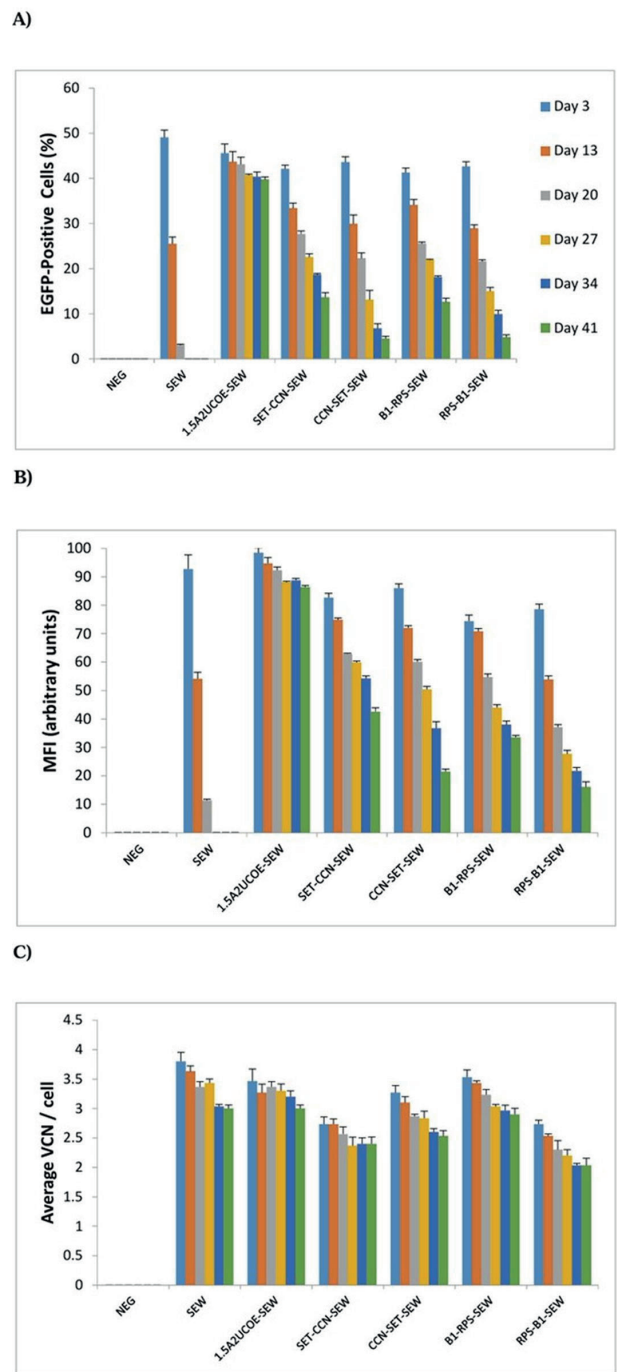 A)
60
50
40
30
20
10
0
EGFP-Positive Cells (%)
NEG
SEW
1.5A2UCOE-SEW
SET-CCN-SEW
CCN-SET-SEW
B1-RPS-SEW
RPS-B1-SEW
Day 3
Day 13
Day 20
Day 27
Day 34
Day 41
B)
100
90
80
70
60
50
40
30
20
10
0
MFI (arbitrary units)
NEG
SEW
1.5A2UCOE-SEW
SET-CCN-SEW
CCN-SET-SEW
B1-RPS-SEW
RPS-B1-SEW
C)
4.5
4
3.5
3
2.5
2
1.5
1
0.5
0
Average VCN / cell
NEG
SEW
1.5A2UCOE-SEW
SET-CCN-SEW
CCN-SET-SEW
B1-RPS-SEW
RPS-B1-SEW